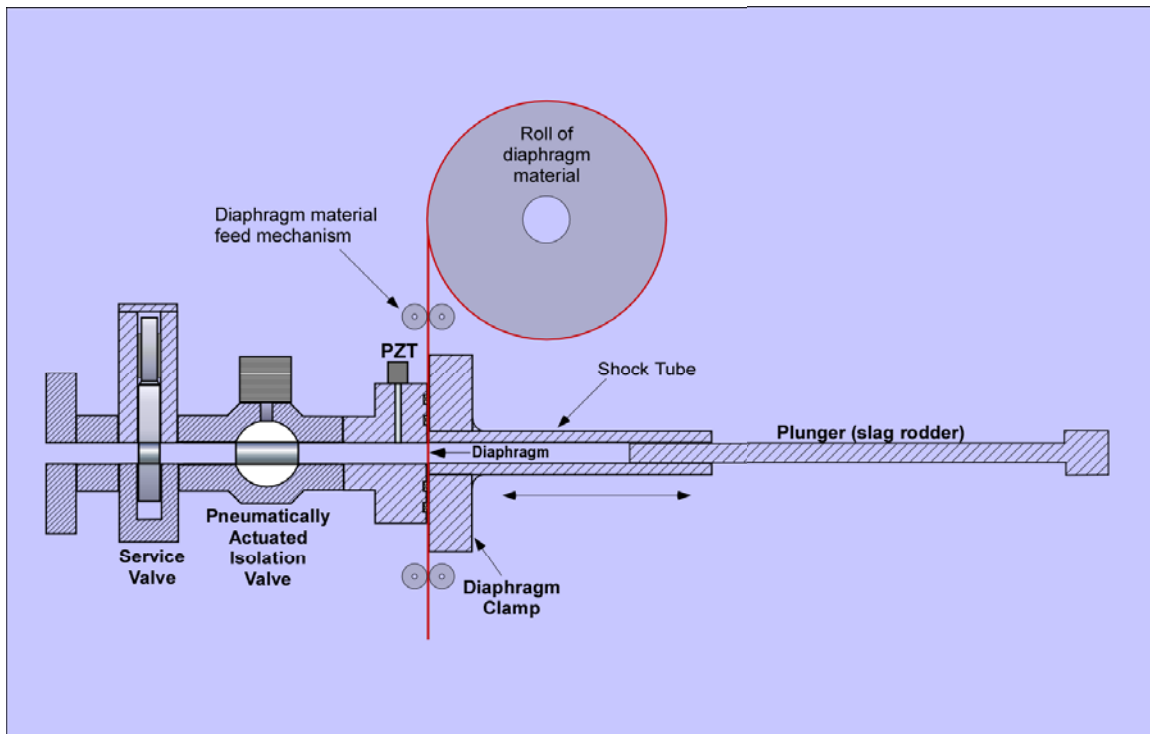 Roll of
diaphragm
material
Diaphragm material
feed mechanism
PZT
Shock Tube
Diaphragm
Plunger (slag rodder)
Pneumatically
Actuated
Isolation
Valve
Service
Valve
Diaphragm
Clamp